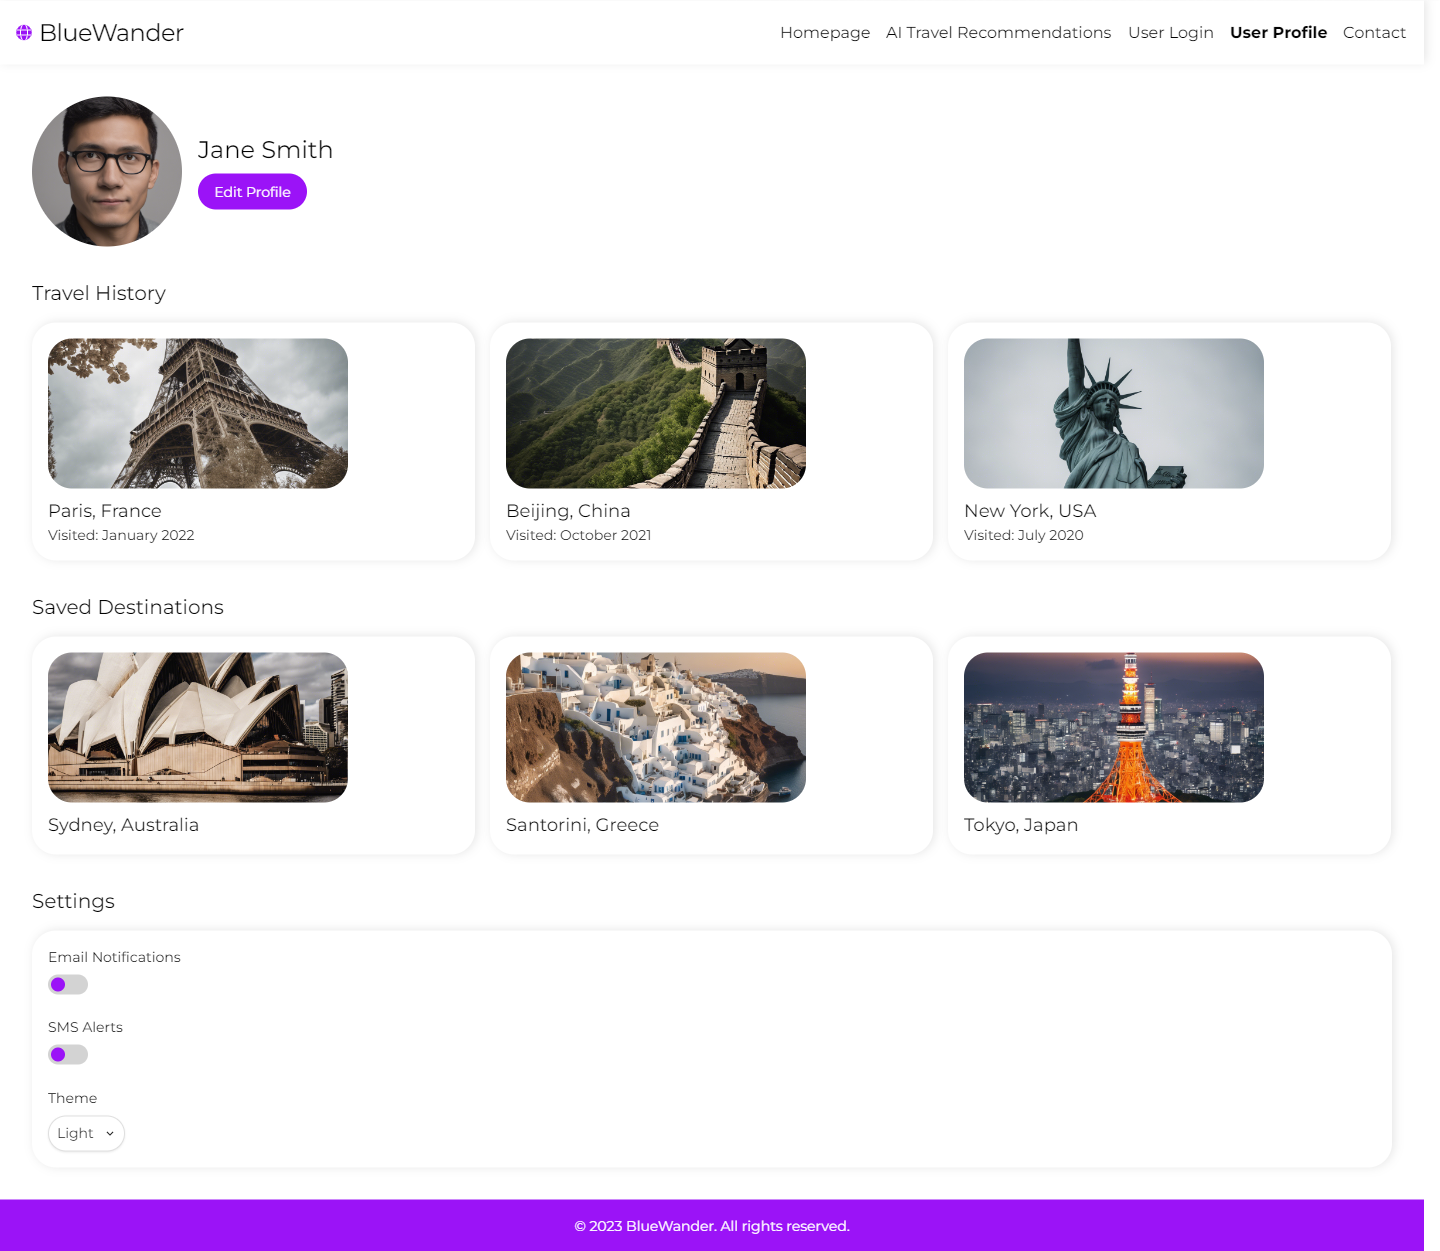 BlueWander
Homepage AI Travel Recommendations User Login User Profile Contact
Jane Smith
Edit Profile
Travel History
Paris, France
Visited: January 2022
Beijing, China
Visited: October 2021
New York, USA
Visited: July 2020
Saved Destinations
Sydney, Australia
Santorini, Greece
Tokyo, Japan
Settings
Email Notifications
SMS Alerts
Theme
Light
© 2023 BlueWander. All rights reserved.